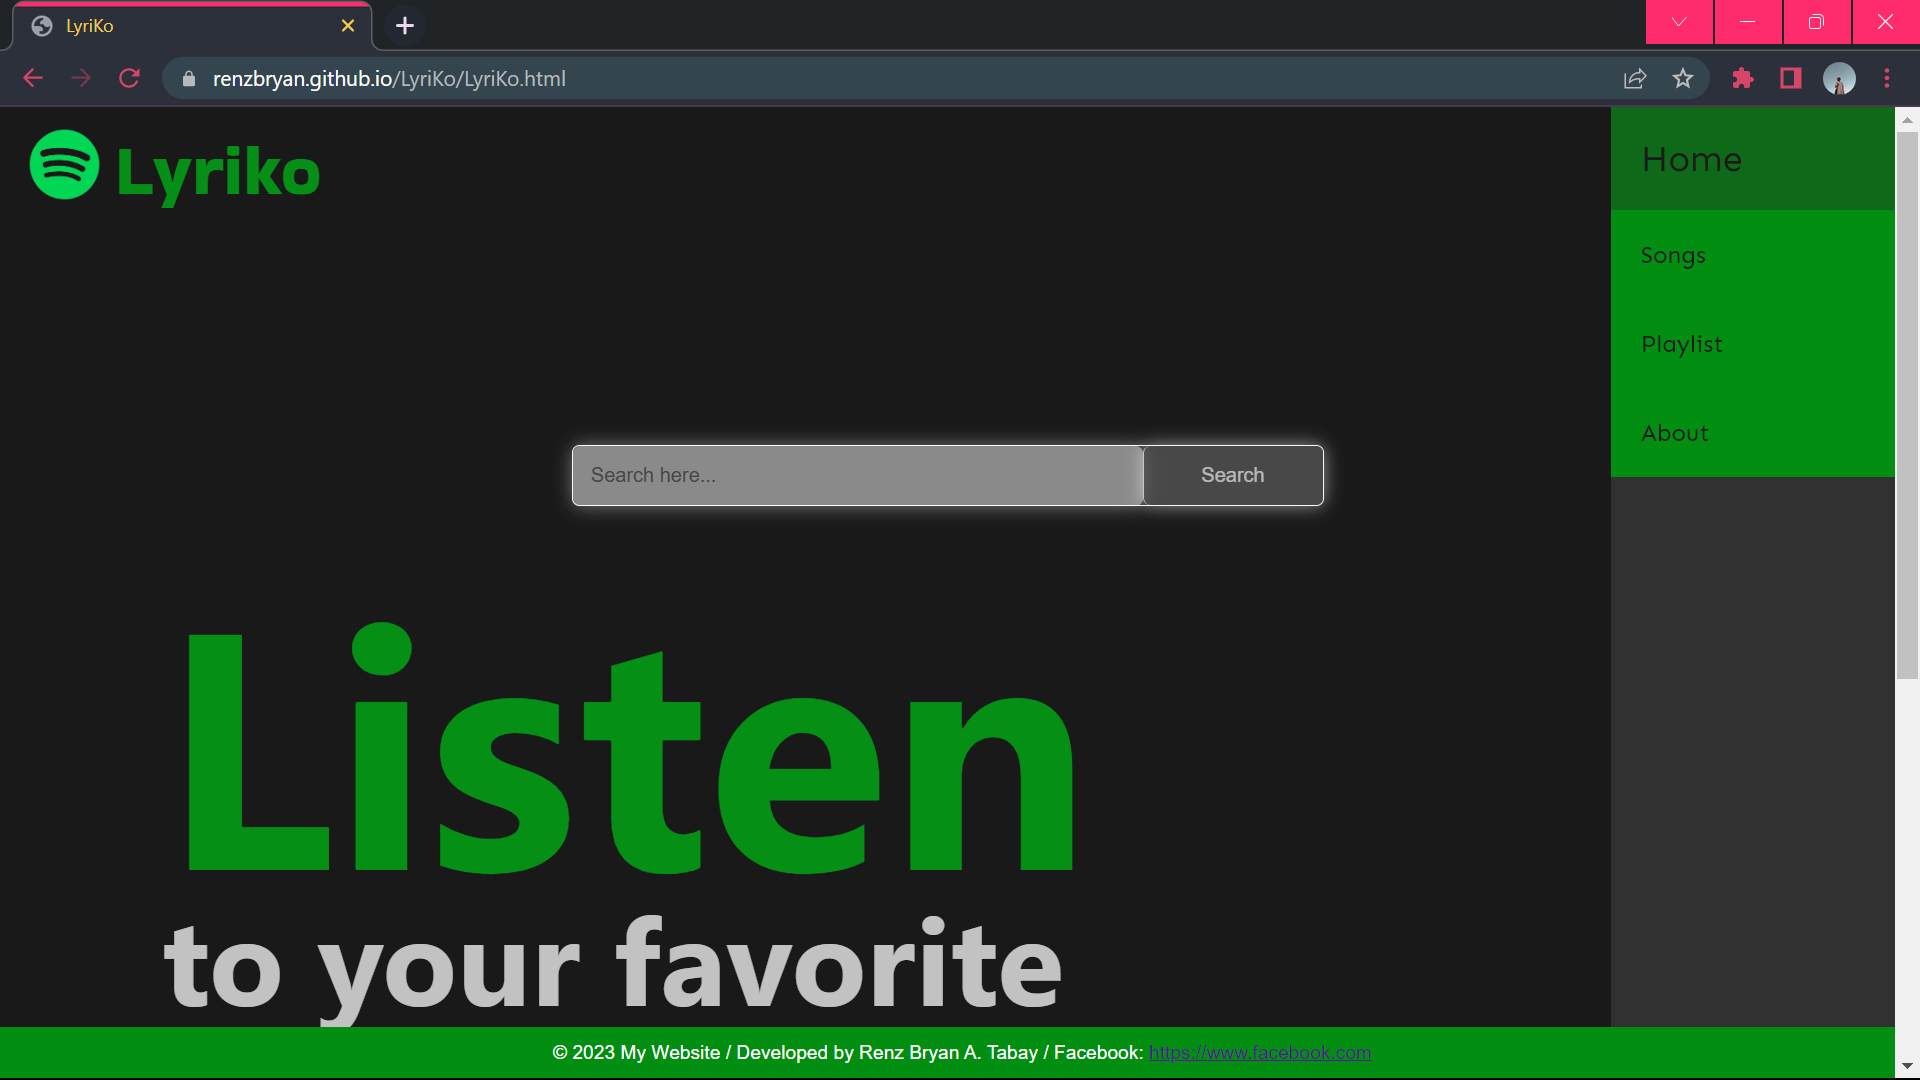 LyriKo
renzbryan.github.io/LyriKo/LyriKo.html
Lyriko
Home
Songs
Playlist
About
Search here...
Search
Listen
to your favorite
© 2023 My Website / Developed by Renz Bryan A. Tabay / Facebook: https://www.facebook.com